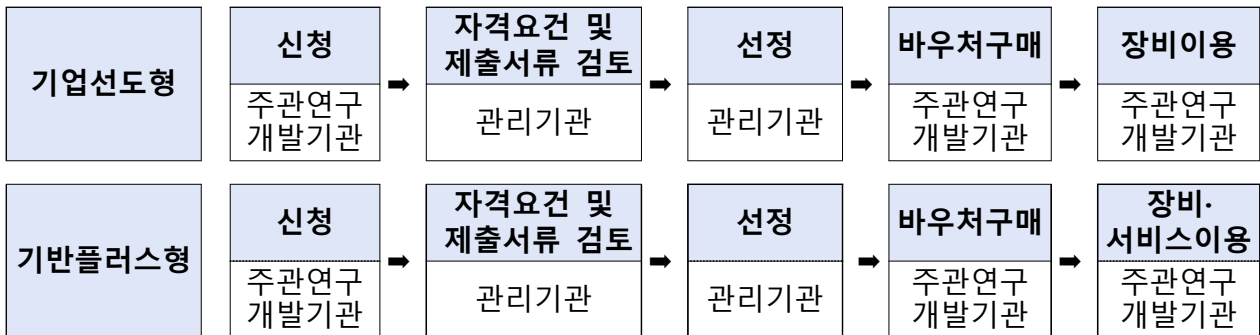 기업선도형
신청
주관연구
개발기관
➡
자격요건 및
제출서류 검토
관리기관
➡
선정
관리기관
➡
바우처구매
주관연구
개발기관
➡
장비이용
주관연구
개발기관
기반플러스형
신청
주관연구
개발기관
➡
자격요건 및
제출서류 검토
관리기관
➡
선정
관리기관
➡
바우처구매
주관연구
개발기관
➡
장비·
서비스이용
주관연구
개발기관